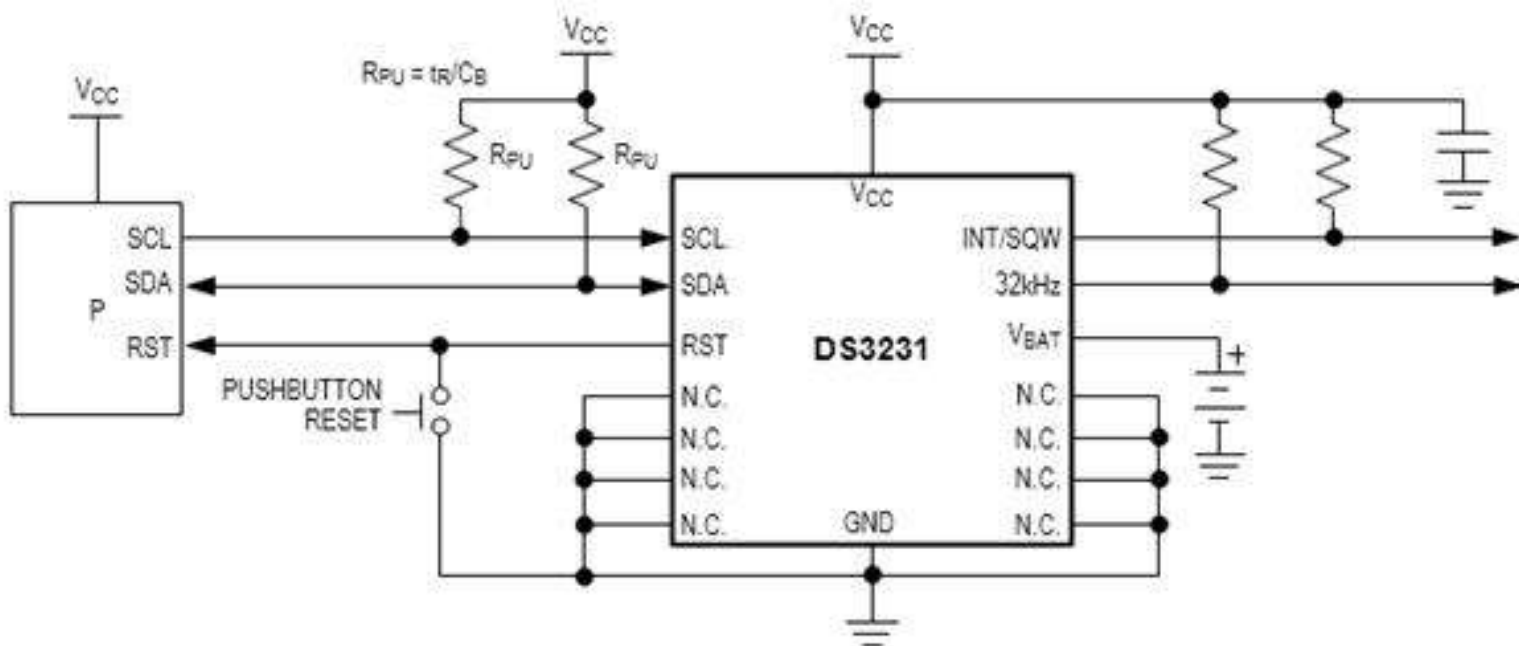 VCC
RPU = tR/CB
VCC
VCC
RPU
RPU
VCC
SCL
SDA
P
RST
PUSHBUTTON
RESET
SCL
SDA
RST
N.C.
N.C.
N.C.
N.C.
DS3231
GND
INT/SQW
32kHz
VBAT
+
N.C.
N.C.
N.C.
N.C.